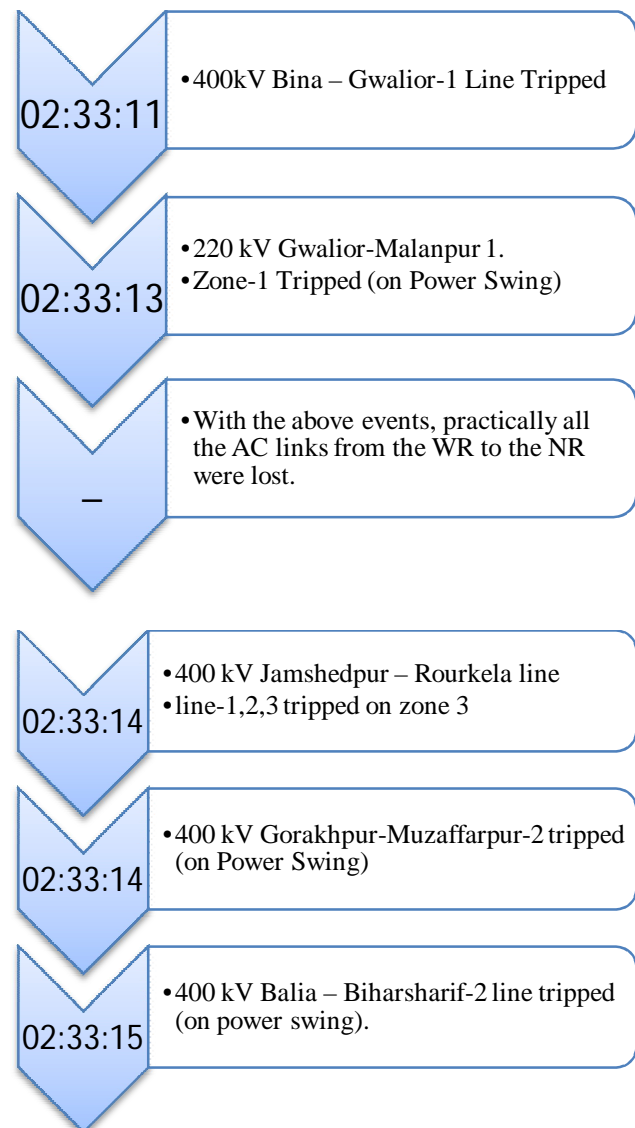 02:33:11
•400kV Bina – Gwalior-1 Line Tripped
02:33:13
•220 kV Gwalior-Malanpur 1.
•Zone-1 Tripped (on Power Swing)
–
•With the above events, practically all
the AC links from the WR to the NR
were lost.
02:33:14
•400 kV Jamshedpur – Rourkela line
•line-1,2,3 tripped on zone 3
02:33:14
•400 kV Gorakhpur-Muzaffarpur-2 tripped
(on Power Swing)
02:33:15
•400 kV Balia – Biharsharif-2 line tripped
(on power swing).